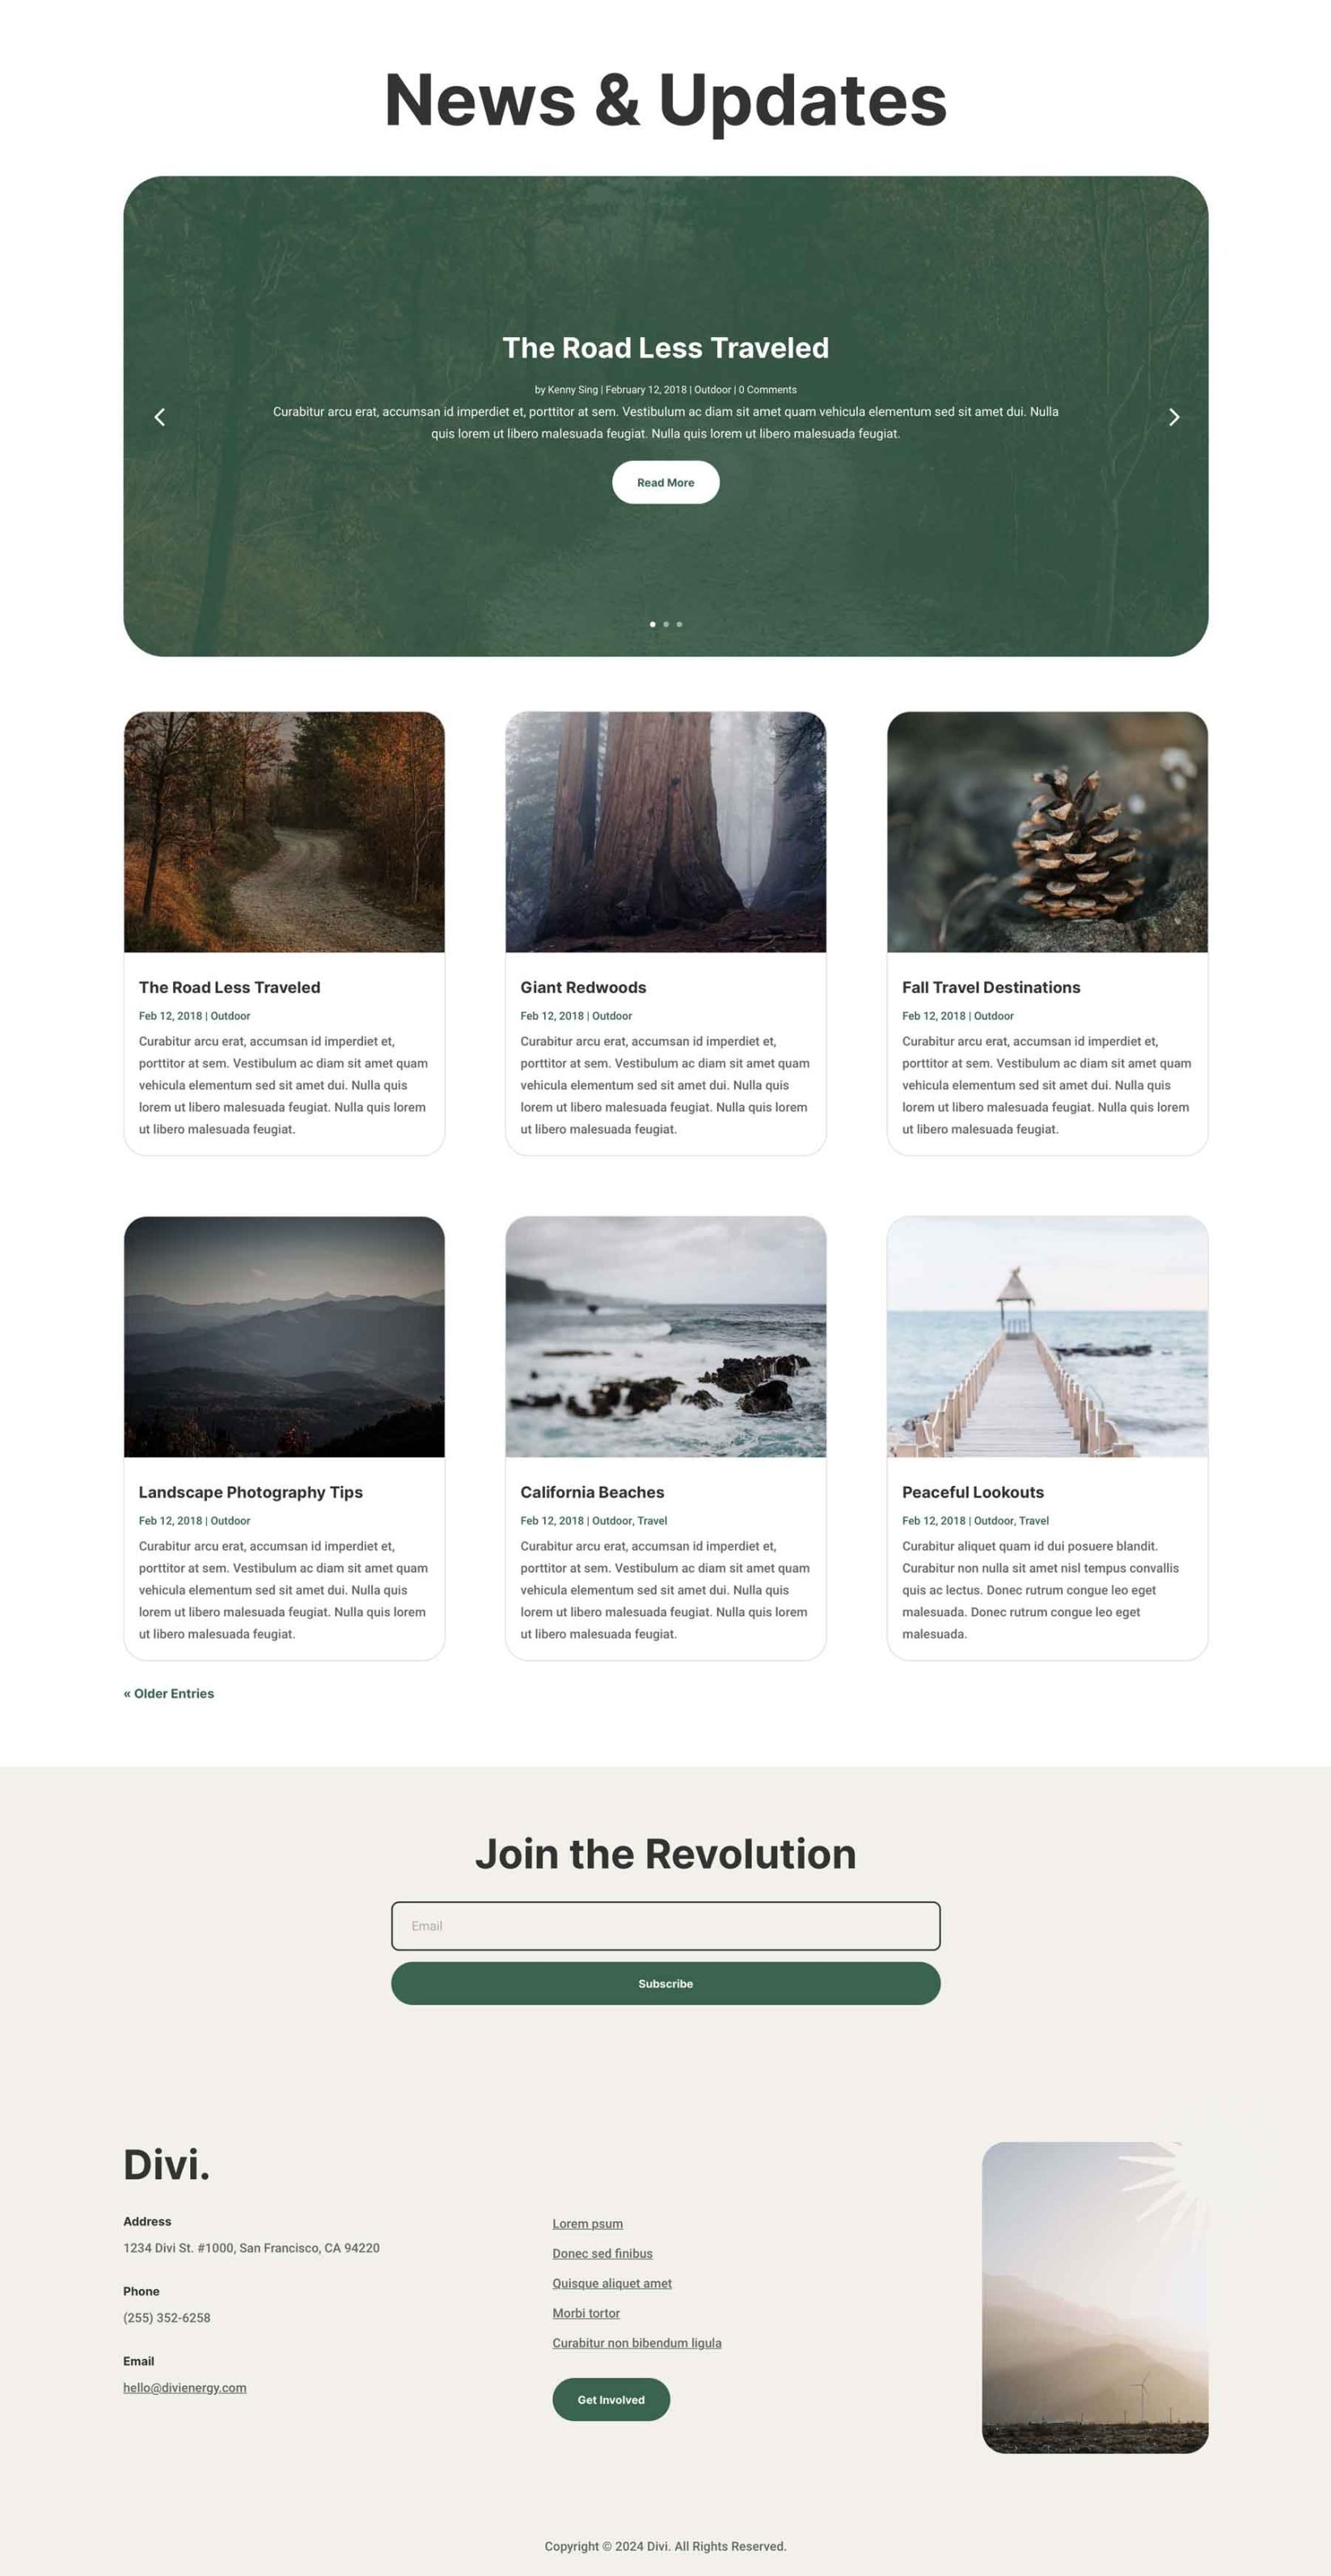 News & Updates
The Road Less Traveled
by Kenny Sing | February 12, 2018 | Outdoor | 0 Comments
Curabitur arcu erat, accumsan id imperdiet et, porttitor at sem. Vestibulum ac diam sit amet quam vehicula elementum sed sit amet dui. Nulla
quis lorem ut libero malesuada feugiat. Nulla quis lorem ut libero malesuada feugiat.
Read More
The Road Less Traveled
Feb 12, 2018 | Outdoor
Curabitur arcu erat, accumsan id imperdiet et,
porttitor at sem. Vestibulum ac diam sit amet quam
vehicula elementum sed sit amet dui. Nulla quis
lorem ut libero malesuada feugiat. Nulla quis lorem
ut libero malesuada feugiat.
Giant Redwoods
Feb 12, 2018 | Outdoor
Curabitur arcu erat, accumsan id imperdiet et,
porttitor at sem. Vestibulum ac diam sit amet quam
vehicula elementum sed sit amet dui. Nulla quis
lorem ut libero malesuada feugiat. Nulla quis lorem
ut libero malesuada feugiat.
Fall Travel Destinations
Feb 12, 2018 | Outdoor
Curabitur arcu erat, accumsan id imperdiet et,
porttitor at sem. Vestibulum ac diam sit amet quam
vehicula elementum sed sit amet dui. Nulla quis
lorem ut libero malesuada feugiat. Nulla quis lorem
ut libero malesuada feugiat.
Landscape Photography Tips
Feb 12, 2018 | Outdoor
Curabitur arcu erat, accumsan id imperdiet et,
porttitor at sem. Vestibulum ac diam sit amet quam
vehicula elementum sed sit amet dui. Nulla quis
lorem ut libero malesuada feugiat. Nulla quis lorem
ut libero malesuada feugiat.
California Beaches
Feb 12, 2018 | Outdoor, Travel
Curabitur arcu erat, accumsan id imperdiet et,
porttitor at sem. Vestibulum ac diam sit amet quam
vehicula elementum sed sit amet dui. Nulla quis
lorem ut libero malesuada feugiat. Nulla quis lorem
ut libero malesuada feugiat.
Peaceful Lookouts
Feb 12, 2018 | Outdoor, Travel
Curabitur aliquet quam id dui posuere blandit.
Curabitur non nulla sit amet nisl tempus convallis
quis ac lectus. Donec rutrum congue leo eget
malesuada. Donec rutrum congue leo eget
malesuada.
« Older Entries
Join the Revolution
Email
Subscribe
Divi.
Address
1234 Divi St. #1000, San Francisco, CA 94220
Phone
(255) 352-6258
Email
hello@divienergy.com
Lorem psum
Donec sed finibus
Quisque aliquet amet
Morbi tortor
Curabitur non bibendum ligula
Get Involved
Copyright © 2024 Divi. All Rights Reserved.